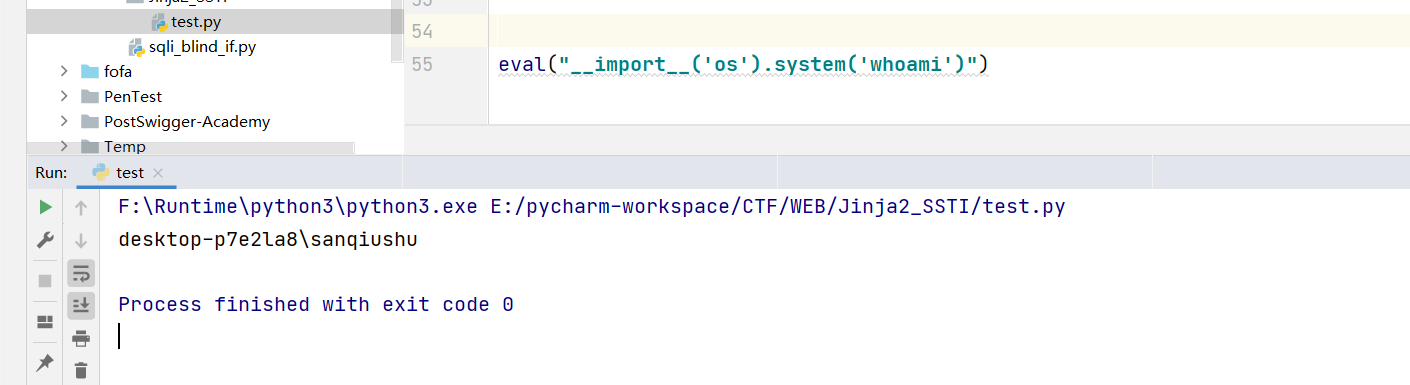 Jinja2_SSTI
53
test.py
54
sqli_blind_if.py
55 eval("__import__('os').system('whoami')")
fofa
PenTest
PostSwigger-Academy
Temp
Run: test
F:\Runtime\python3\python3.exe E:/pycharm-workspace/CTF/WEB/Jinja2_SSTI/test.py
desktop-p7e2la8\sanqiushu
Process finished with exit code 0